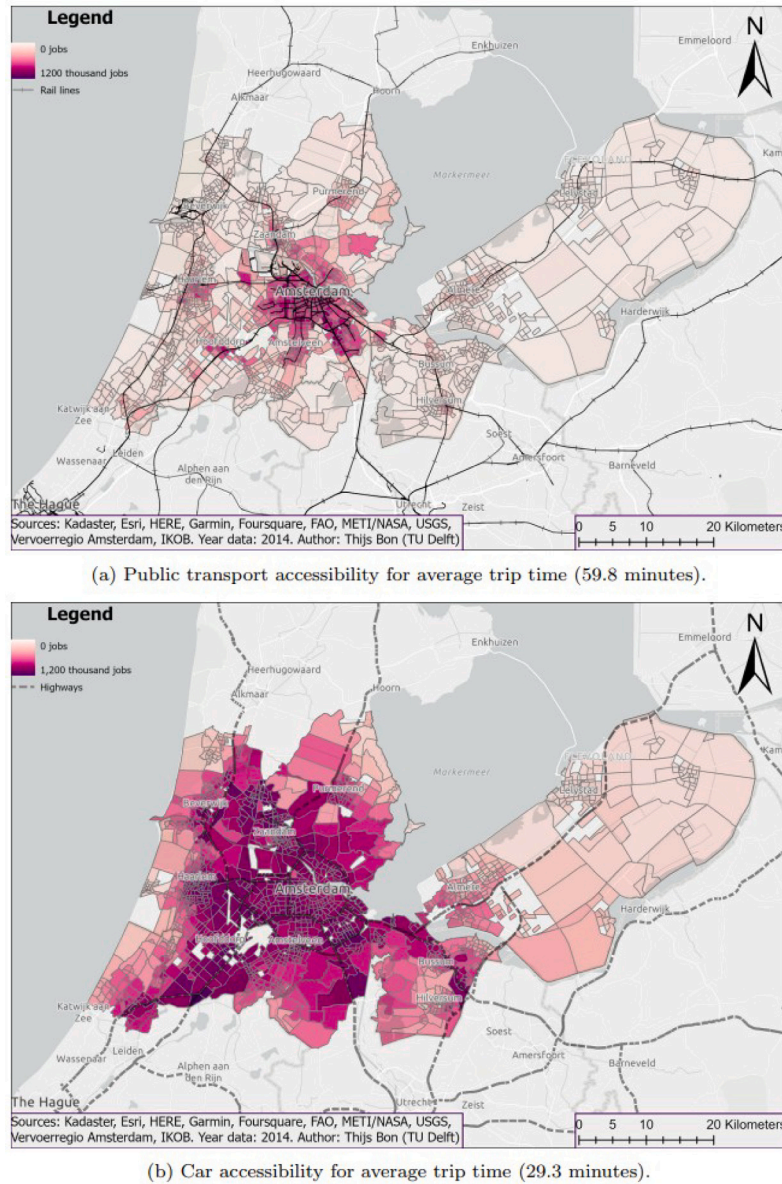 Legend
0 jobs
1200 thousand jobs
Rail lines
N
Enkhuizen
Emmeloord
Heerhugowaard
Alkmaar
Hoorn
Markermeer
FLEVOLAND
Kam
Lelystad
Purmerend
Beverwijk
Zaandam
Haarlem
Amsterdam
Almere
Harderwijk
Hoofddorp
Amstelveen
Bussum
Hilversum
Katwijk aan
Zee
Leiden
Wassenaar
Alphen aan
den Rijn
Soest
Amersfoort
Barneveld
The Hague
Utrecht
Zeist
Sources: Kadaster, Esri, HERE, Garmin, Foursquare, FAO, METI/NASA, USGS,
Vervoerregio Amsterdam, IKOB. Year data: 2014. Author: Thijs Bon (TU Delft)
0 5 10 20 Kilometers
(a) Public transport accessibility for average trip time (59.8 minutes).
Legend
0 jobs
1,200 thousand jobs
Highways
N
Enkhuizen
Emmeloord
Heerhugowaard
Alkmaar
Hoorn
Markermeer
FLEVOLAND
Kam
Lelystad
Purmerend
Beverwijk
Zaandam
Haarlem
Amsterdam
Almere
Harderwijk
Hoofddorp
Amstelveen
Bussum
Hilversum
Katwijk aan
Zee
Leiden
Wassenaar
Alphen aan
den Rijn
Soest
Amersfoort
Barneveld
The Hague
Utrecht
Zeist
Sources: Kadaster, Esri, HERE, Garmin, Foursquare, FAO, METI/NASA, USGS,
Vervoerregio Amsterdam, IKOB. Year data: 2014. Author: Thijs Bon (TU Delft)
0 5 10 20 Kilometers
(b) Car accessibility for average trip time (29.3 minutes).